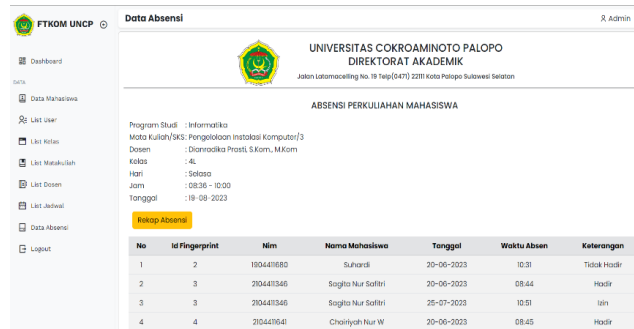 FTKOM UNCP
Data Absensi
Admin
Dashboard
DATA
Data Mahasiswa
List User
List Kelas
List Matakuliah
List Dosen
List Jadwal
Data Absensi
Logout
UNIVERSITAS COKROAMINOTO PALOPO
DIREKTORAT AKADEMIK
Jalan Latamacelling No. 19 Telp(0471) 22111 Kota Palopo Sulawesi Selatan
ABSENSI PERKULIAHAN MAHASISWA
Program Studi : Informatika
Mata Kuliah/SKS: Pengelolaan Instalasi Komputer/3
Dosen : Dianradika Prasti, S.Kom., M.Kom
Kelas : 4L
Hari : Selasa
Jam : 08:36 - 10:00
Tanggal : 19-08-2023
Rekap Absensi
No Id Fingerprint Nim Nama Mahasiswa Tanggal Waktu Absen Keterangan
1 2 1904411680 Suhardi 20-06-2023 10:31 Tidak Hadir
2 3 2104411346 Sagita Nur Safitri 20-06-2023 08:44 Hadir
3 3 2104411346 Sagita Nur Safitri 25-07-2023 10:51 Izin
4 4 2104411641 Choiriyah Nur W 20-06-2023 08:45 Hadir